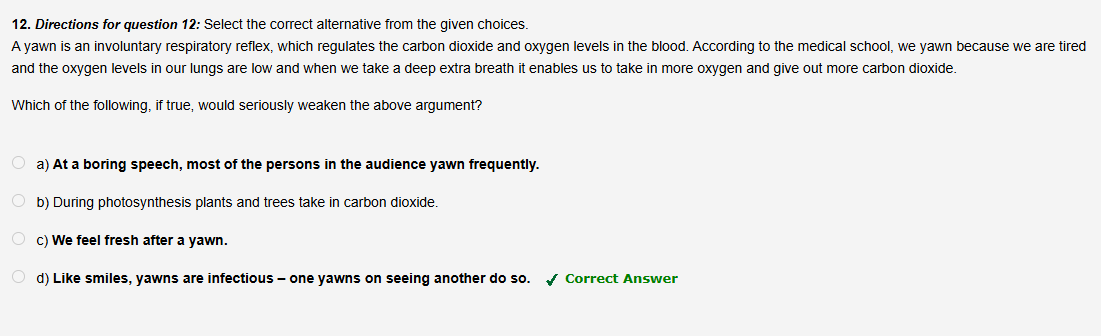 12. Directions for question 12: Select the correct alternative from the given choices.
A yawn is an involuntary respiratory reflex, which regulates the carbon dioxide and oxygen levels in the blood. According to the medical school, we yawn because we are tired
and the oxygen levels in our lungs are low and when we take a deep extra breath it enables us to take in more oxygen and give out more carbon dioxide.
Which of the following, if true, would seriously weaken the above argument?
a) At a boring speech, most of the persons in the audience yawn frequently.
b) During photosynthesis plants and trees take in carbon dioxide.
c) We feel fresh after a yawn.
d) Like smiles, yawns are infectious – one yawns on seeing another do so. ✓ Correct Answer